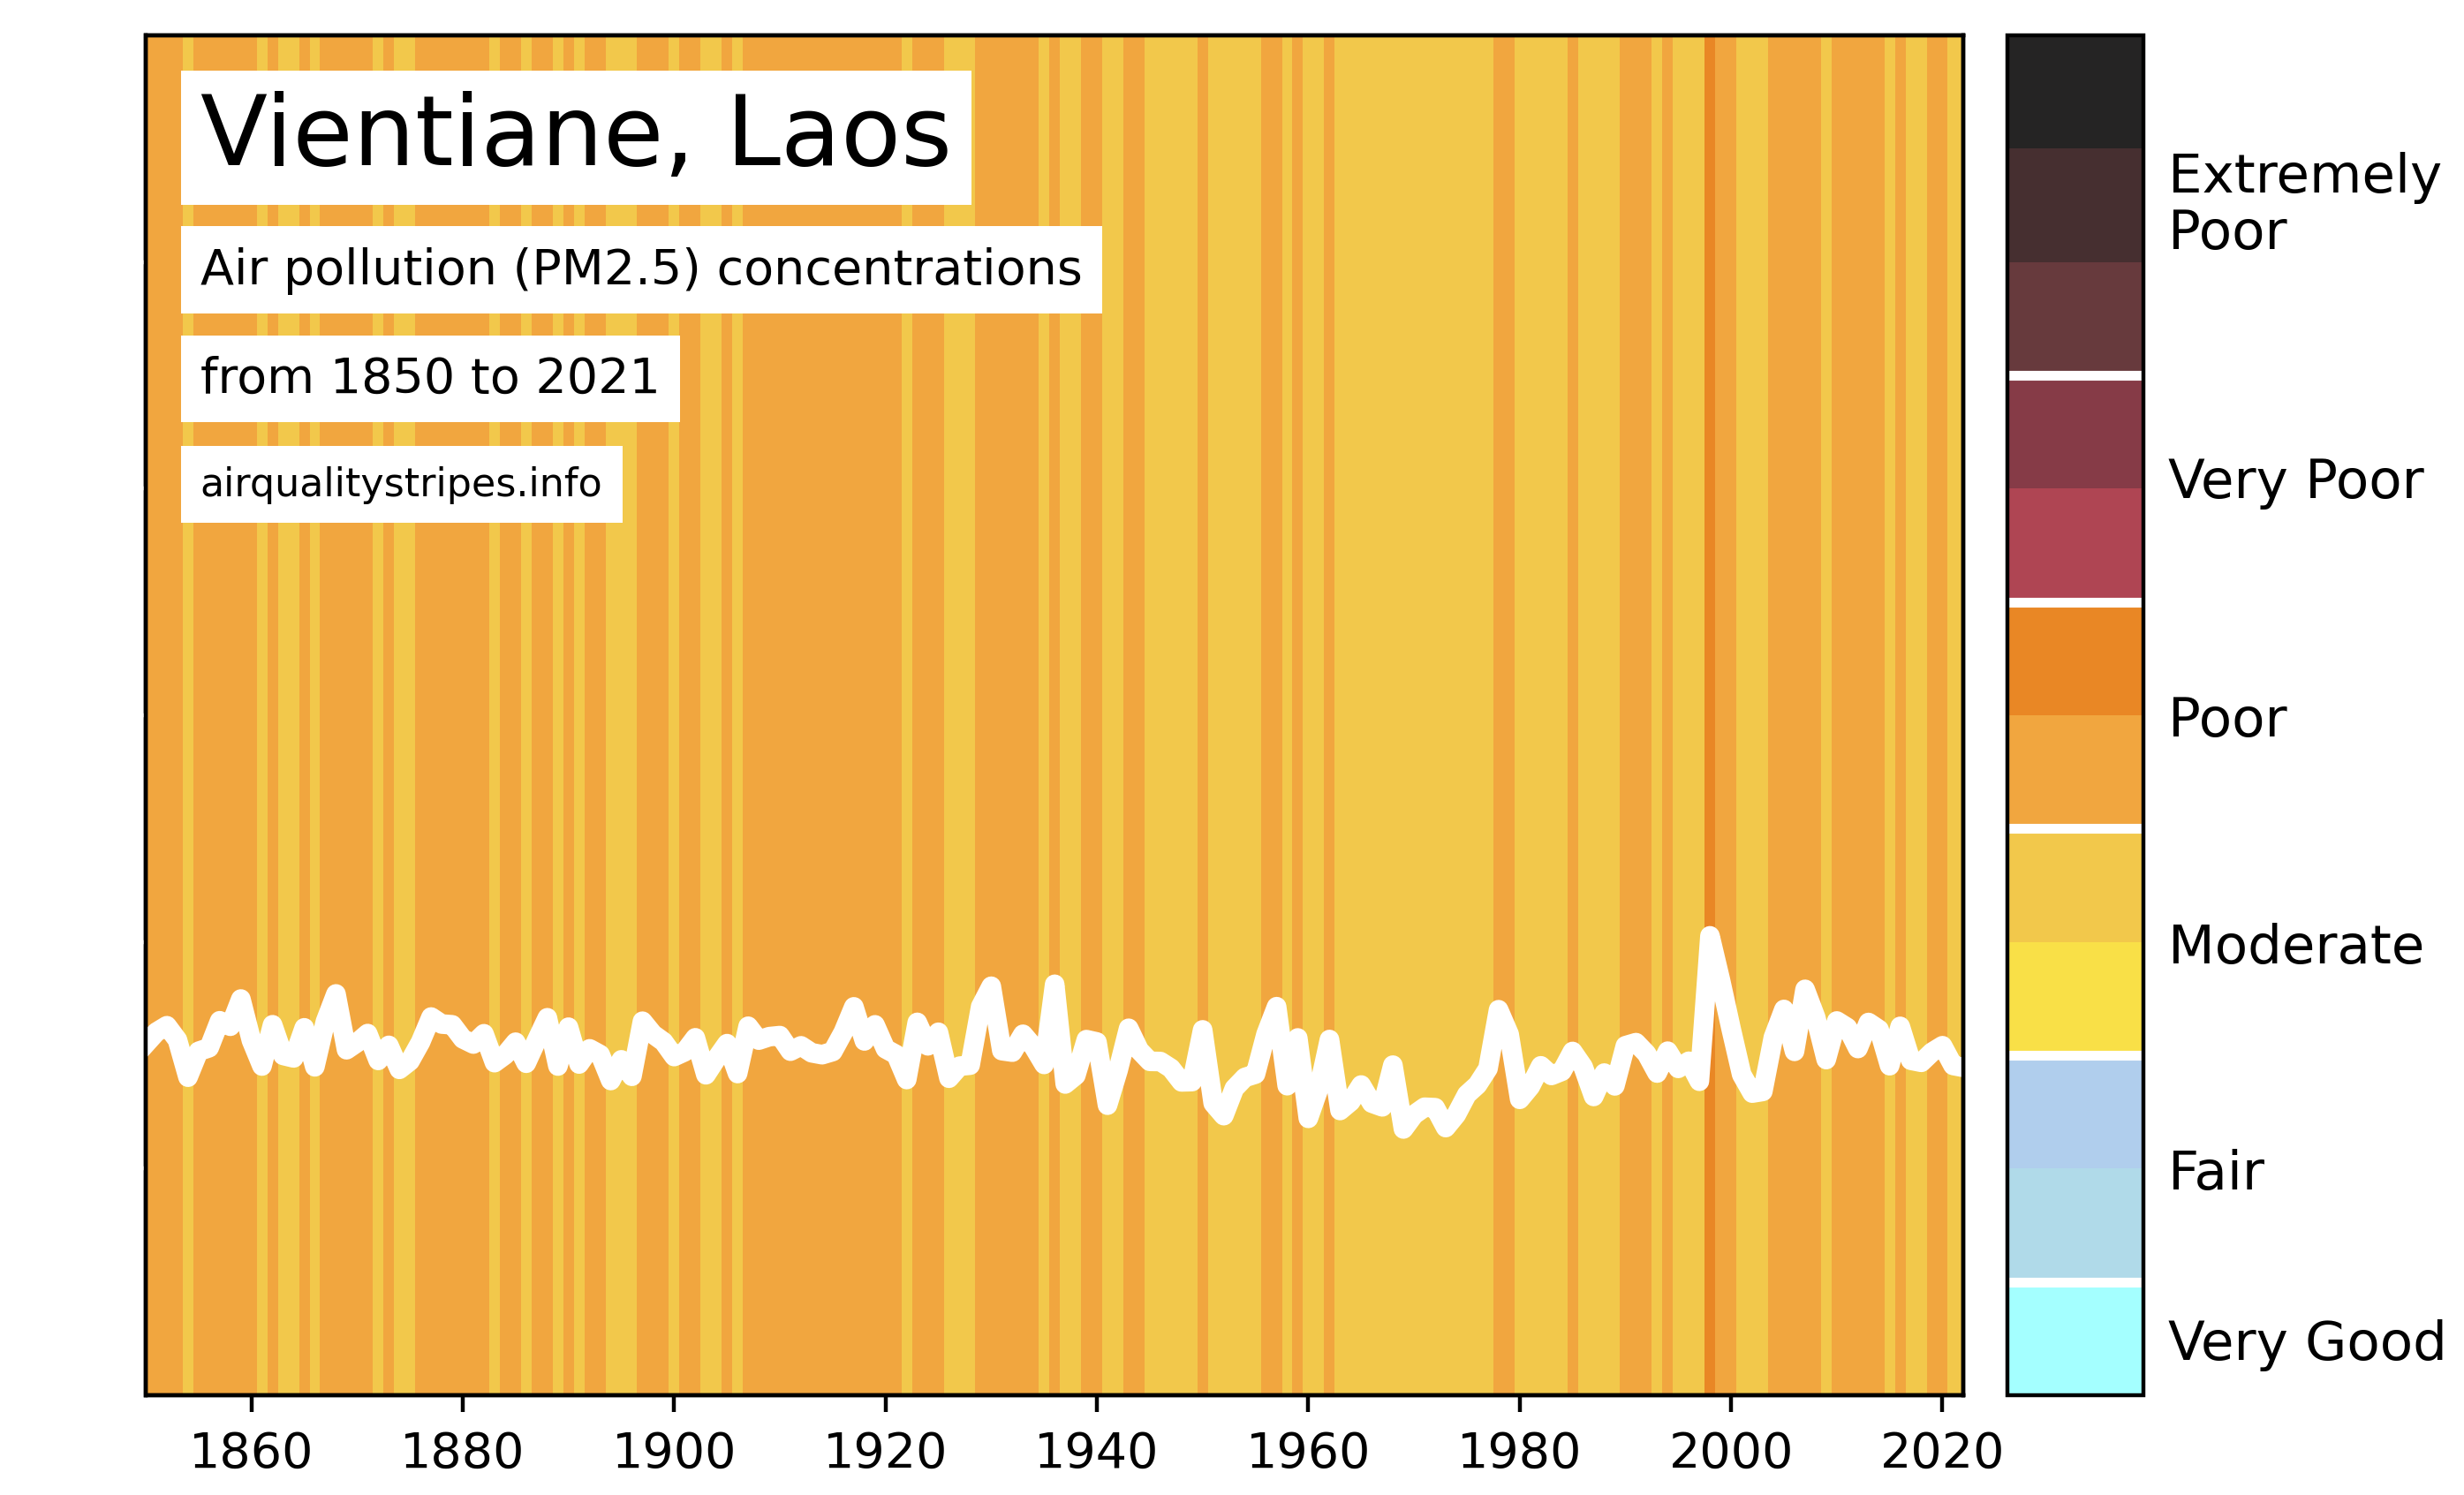 Vientiane, Laos
Air pollution (PM2.5) concentrations
from 1850 to 2021
airqualitystripes.info
Extremely
Poor
Very Poor
Poor
Moderate
Fair
Very Good
1860 1880 1900 1920 1940 1960 1980 2000 2020